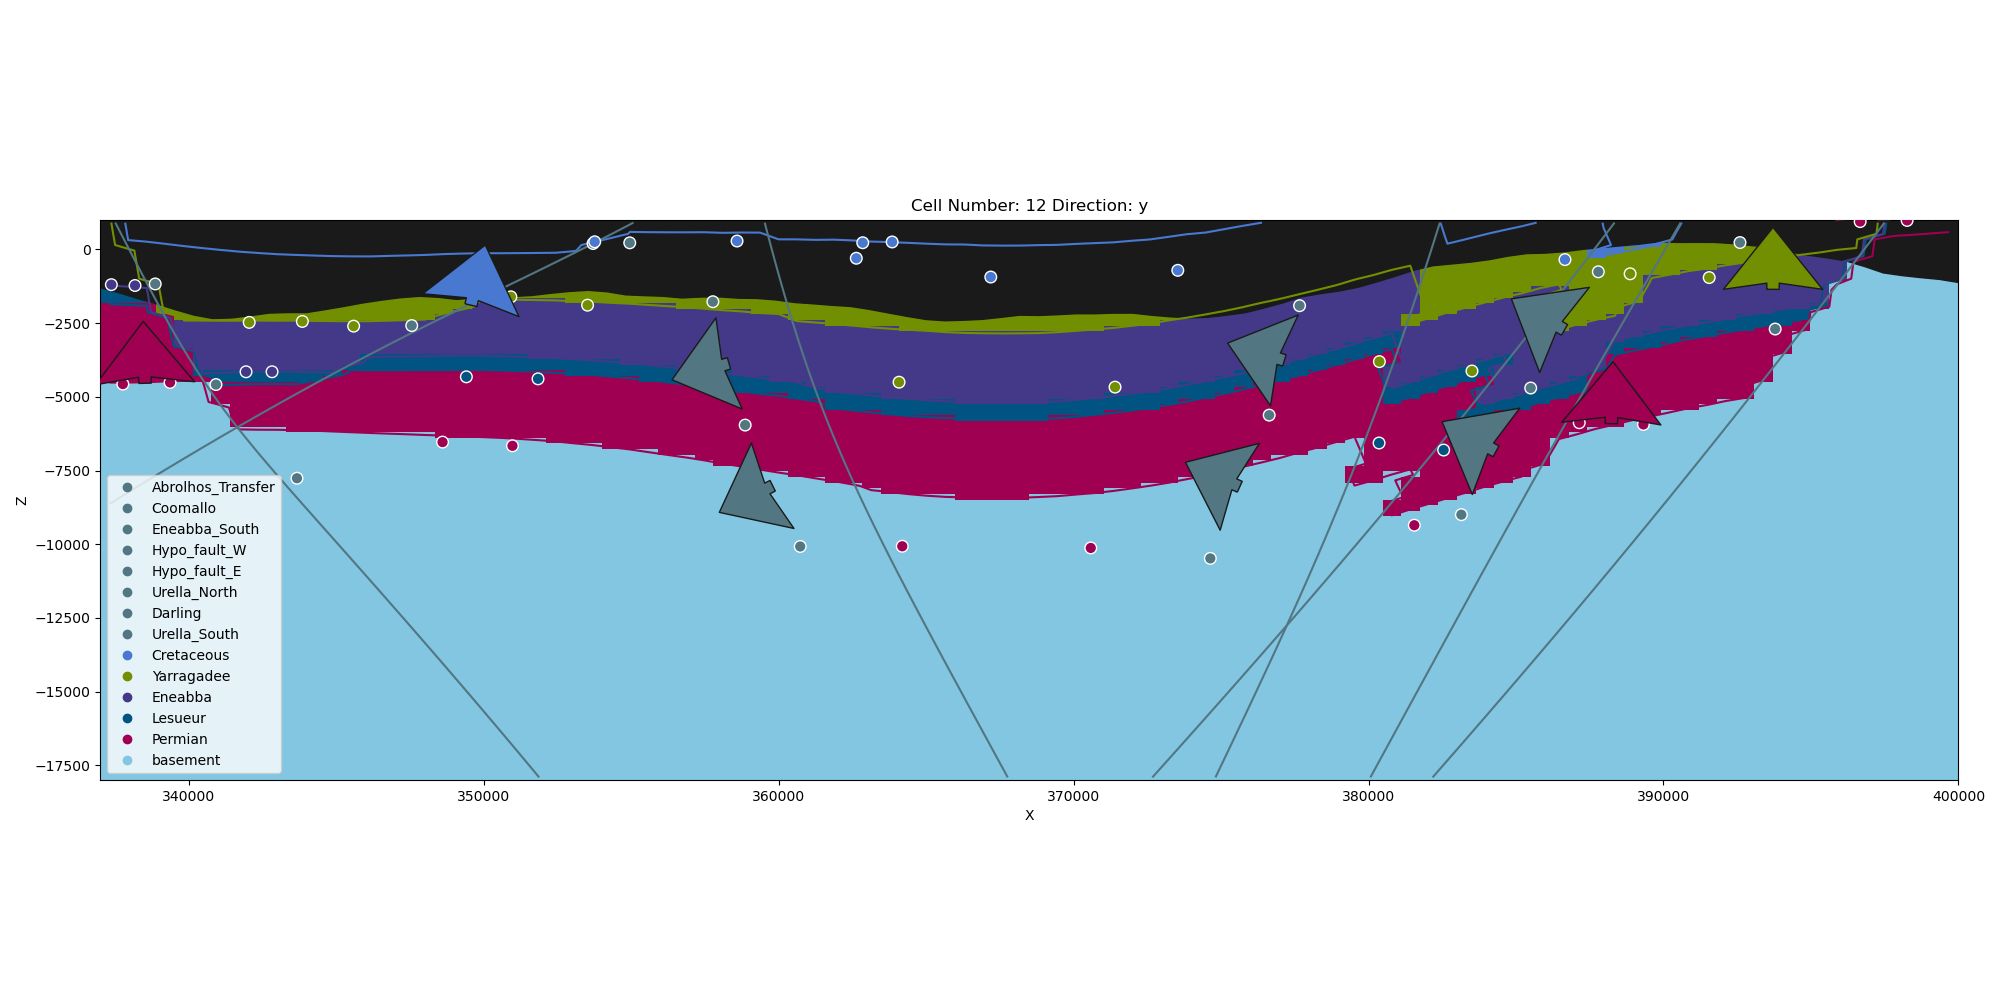 Cell Number: 12 Direction: y
Z
0
−2500
−5000
−7500
−10000
−12500
−15000
−17500
Abrolhos_Transfer
Coomallo
Eneabba_South
Hypo_fault_W
Hypo_fault_E
Urella_North
Darling
Urella_South
Cretaceous
Yarragadee
Eneabba
Lesueur
Permian
basement
340000 350000 360000 370000 380000 390000 400000
X